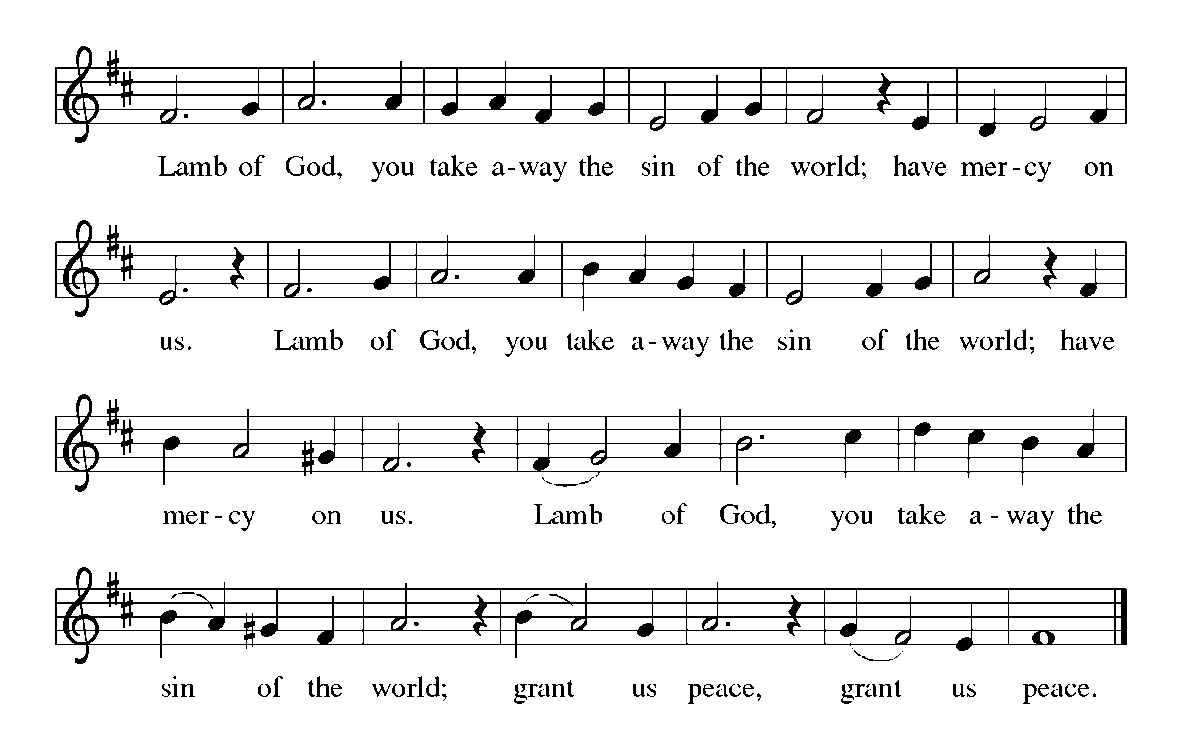 Lamb of God, you take a-way the sin of the world; have mer-cy on
us. Lamb of God, you take a-way the sin of the world; have
mer-cy on us. Lamb of God, you take a-way the
sin of the world; grant us peace, grant us peace.